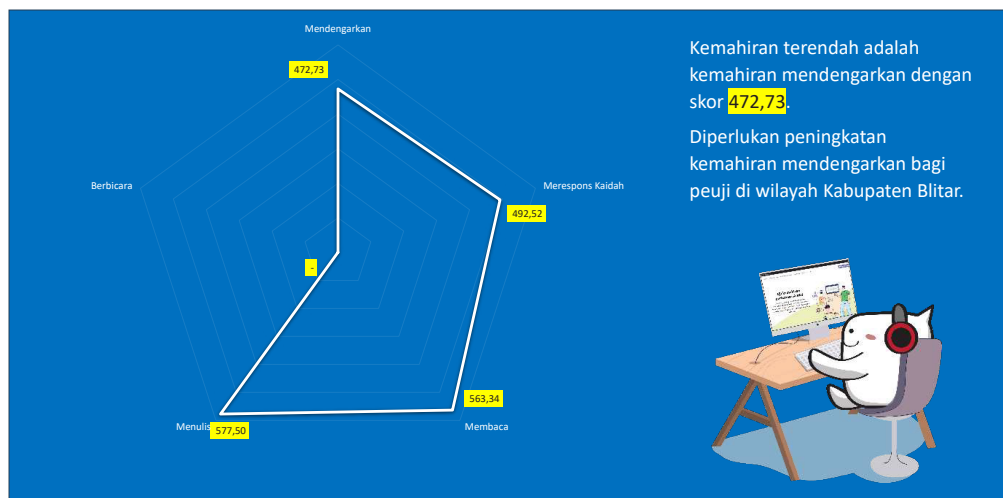 Mendengarkan
472,73
Berbicara
Merespons Kaidah
492,52
-
563,34
Menulis
577,50
Membaca
Kemahiran terendah adalah
kemahiran mendengarkan dengan
skor 472,73.
Diperlukan peningkatan
kemahiran mendengarkan bagi
peuji di wilayah Kabupaten Blitar.